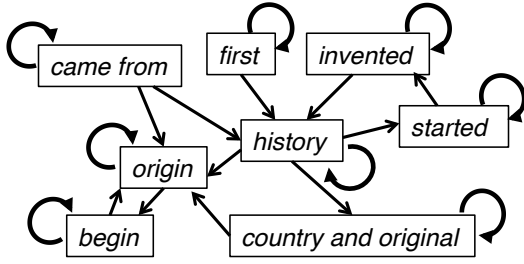 first
invented
came from
history
started
origin
begin
country and original